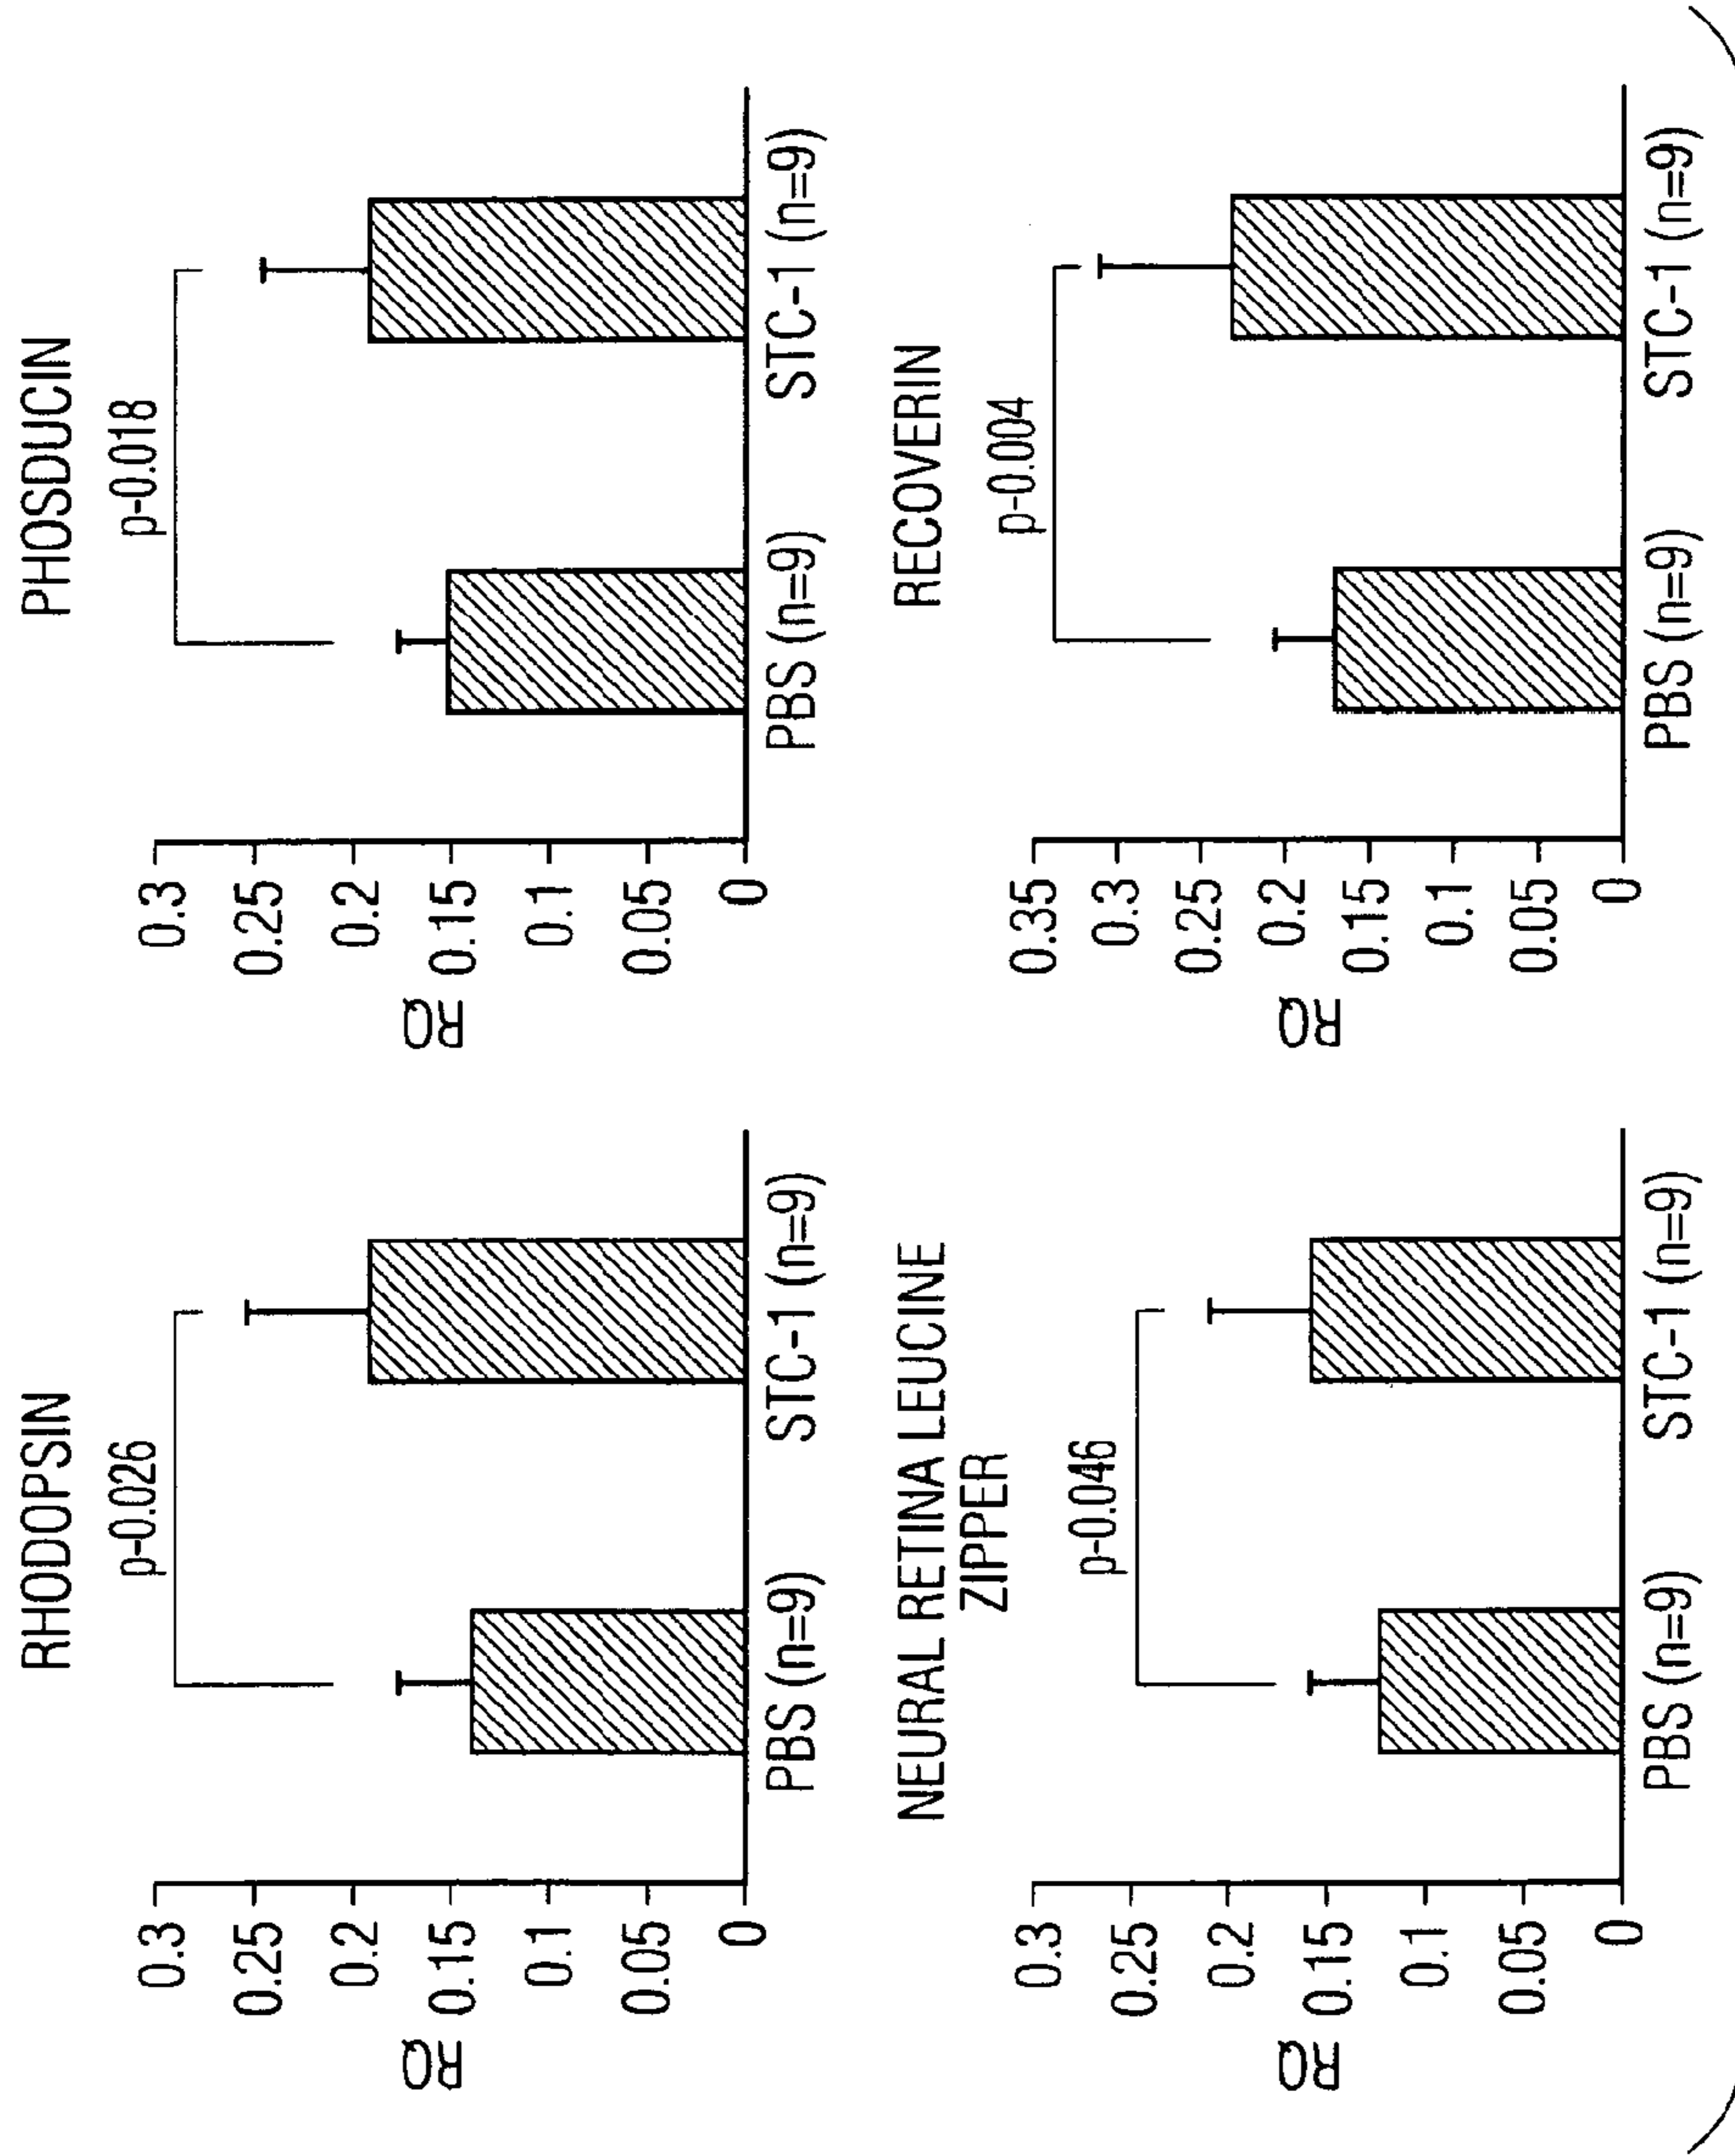 RHODOPSIN
p-0.026
RQ
0.3
0.25
0.2
0.15
0.1
0.05
0
PBS (n=9) STC-1 (n=9)
PHOSDUCIN
p-0.018
RQ
0.3
0.25
0.2
0.15
0.1
0.05
0
PBS (n=9) STC-1 (n=9)
NEURAL RETINA LEUCINE
ZIPPER
p-0.046
RQ
0.3
0.25
0.2
0.15
0.1
0.05
0
PBS (n=9) STC-1 (n=9)
RECOVERIN
p-0.004
RQ
0.35
0.3
0.25
0.2
0.15
0.1
0.05
0
PBS (n=9) STC-1 (n=9)